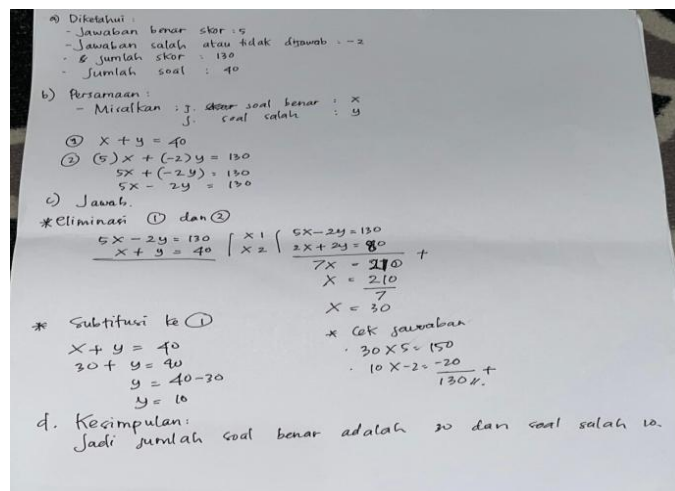 a) Diketahui :
- Jawaban benar skor : 5
- Jawaban salah atau tidak dijawab : -2
- Jumlah skor : 130
- Jumlah soal : 40
b) Persamaan :
- Misalkan : J. soal benar : x
J. soal salah : y
① x + y = 40
② (5)x + (-2)y = 130
5x + (-2y) = 130
5x - 2y = 130
c) Jawab.
* eliminasi ① dan ②
5x - 2y = 130 | x 1 | 5x - 2y = 130
x + y = 40 | x 2 | 2x + 2y = 80 +
7x = 210
x = 210
7
x = 30
* Subtitusi ke ①
x + y = 40
30 + y = 40
y = 40 - 30
y = 10
* Cek jawaban
· 30 x 5 = 150
· 10 x -2 = -20 +
130 //.
d. Kesimpulan :
Jadi jumlah soal benar adalah 30 dan soal salah 10.